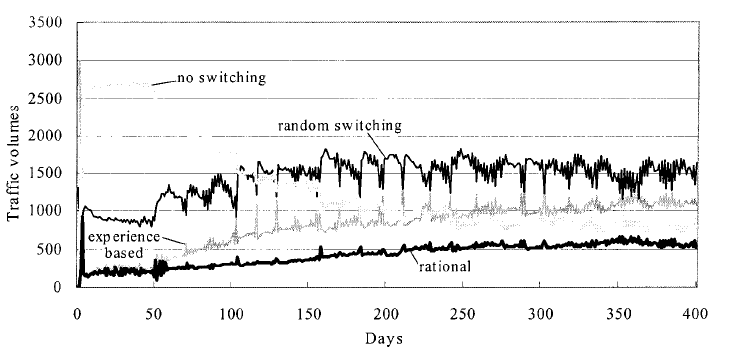 3500
3000
2500
2000
1500
1000
500
0
Traffic volumes
no switching
random switching
experience
based
rational
0 50 100 150 200 250 300 350 400
Days